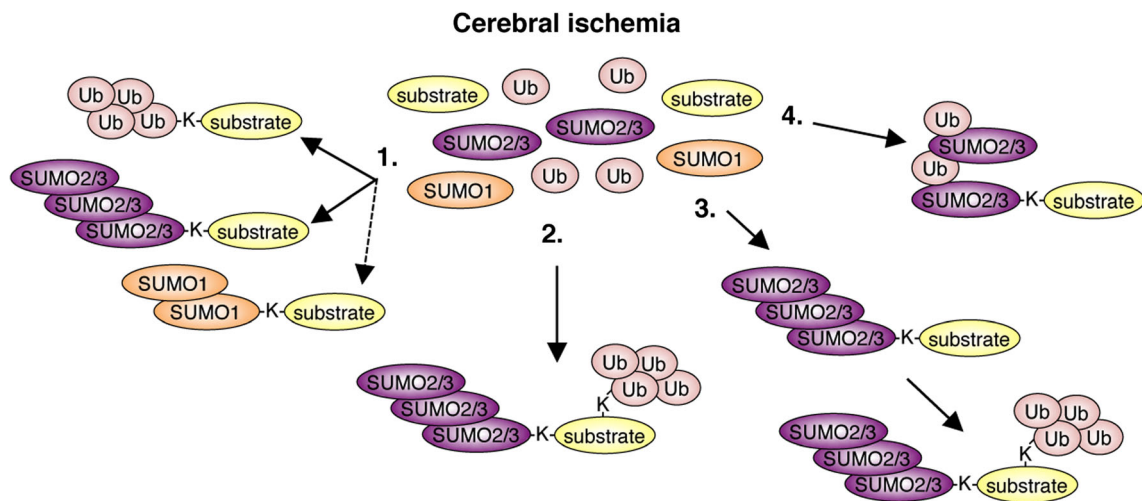 Cerebral ischemia
Ub
Ub
Ub
Ub
-K-
substrate
SUMO2/3
SUMO2/3
SUMO2/3
-K-
substrate
SUMO1
SUMO1
-K-
substrate
1.
substrate
Ub
Ub
substrate
SUMO2/3
SUMO2/3
SUMO1
Ub
Ub
SUMO1
2.
SUMO2/3
SUMO2/3
SUMO2/3
-K-
substrate
K
Ub
Ub
Ub
Ub
3.
SUMO2/3
SUMO2/3
SUMO2/3
-K-
substrate
SUMO2/3
SUMO2/3
SUMO2/3
-K-
substrate
K
Ub
Ub
Ub
Ub
4.
Ub
SUMO2/3
Ub
SUMO2/3
-K-
substrate